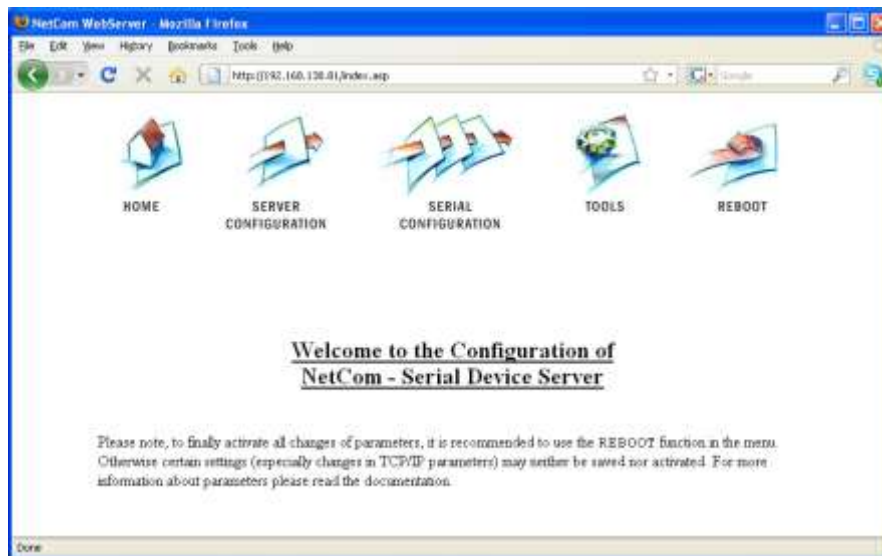 NetCom WebServer - Mozilla Firefox
File Edit View History Bookmarks Tools Help
http://192.168.130.81/index.asp
Google
HOME
SERVER
CONFIGURATION
SERIAL
CONFIGURATION
TOOLS
REBOOT
Welcome to the Configuration of
NetCom - Serial Device Server
Please note, to finally activate all changes of parameters, it is recommended to use the REBOOT function in the menu.
Otherwise certain settings (especially changes in TCP/IP parameters) may neither be saved nor activated. For more
information about parameters please read the documentation.
Done